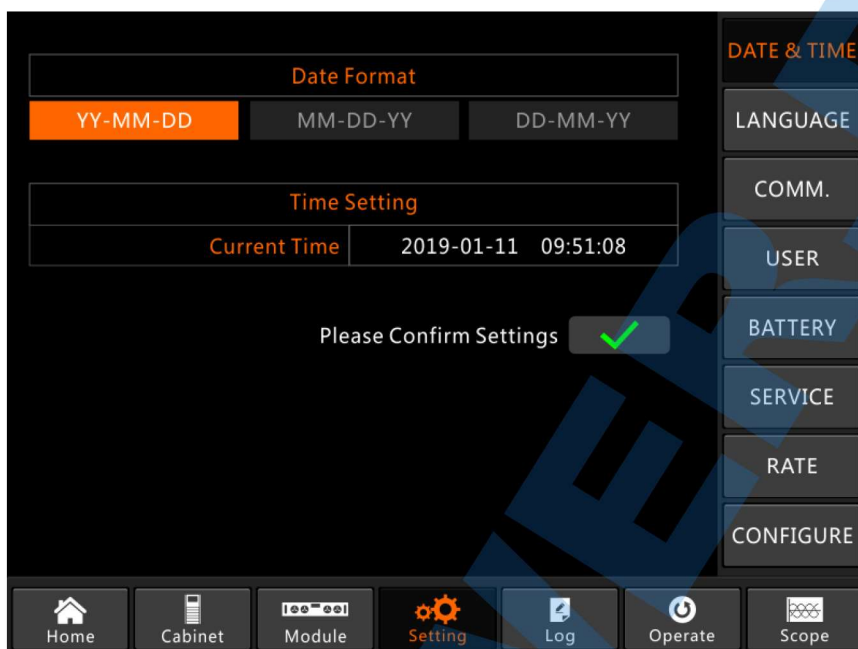 Date Format
YY-MM-DD MM-DD-YY DD-MM-YY
Time Setting
Current Time 2019-01-11 09:51:08
Please Confirm Settings
DATE & TIME
LANGUAGE
COMM.
USER
BATTERY
SERVICE
RATE
CONFIGURE
Home Cabinet Module Setting Log Operate Scope